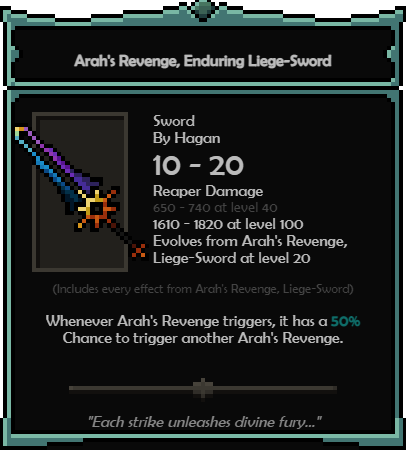 Arah's Revenge, Enduring Liege-Sword
Sword
By Hagan
10 - 20
Reaper Damage
650 - 740 at level 40
1610 - 1820 at level 100
Evolves from Arah's Revenge,
Liege-Sword at level 20
(Includes every effect from Arah's Revenge, Liege-Sword)
Whenever Arah's Revenge triggers, it has a 50%
Chance to trigger another Arah's Revenge.
"Each strike unleashes divine fury..."